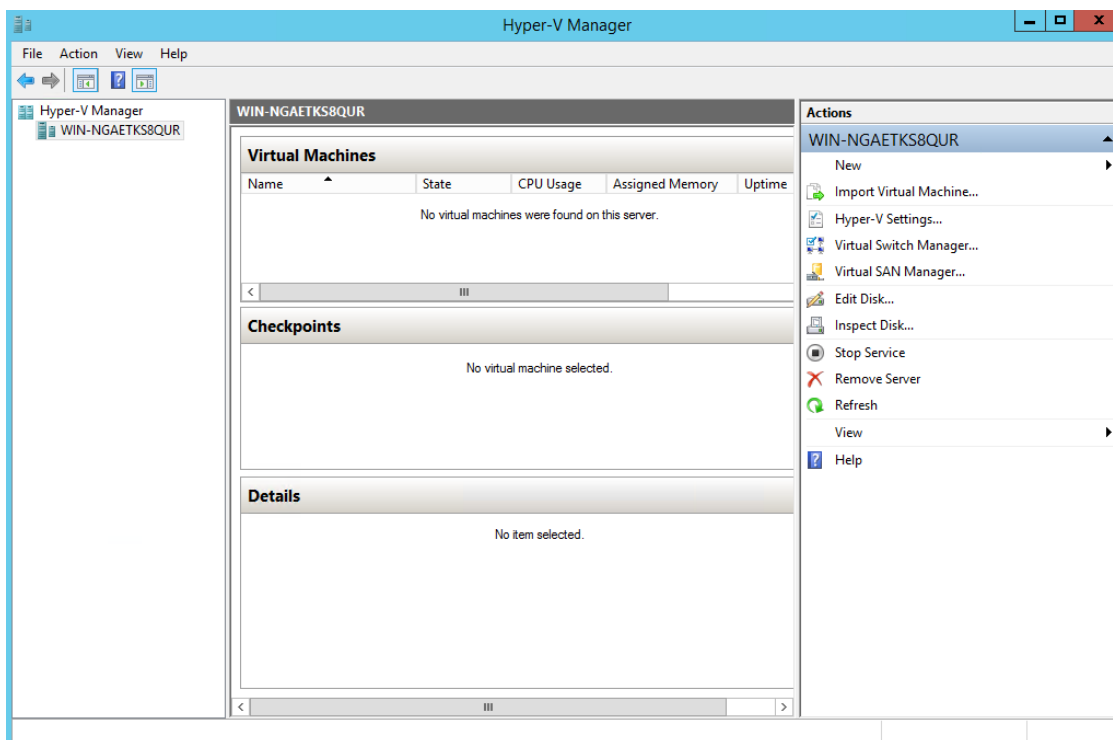 Hyper-V Manager
File Action View Help
Hyper-V Manager
WIN-NGAETKS8QUR
WIN-NGAETKS8QUR
Virtual Machines
Name State CPU Usage Assigned Memory Uptime
No virtual machines were found on this server.
Checkpoints
No virtual machine selected.
Details
No item selected.
Actions
WIN-NGAETKS8QUR
New
Import Virtual Machine...
Hyper-V Settings...
Virtual Switch Manager...
Virtual SAN Manager...
Edit Disk...
Inspect Disk...
Stop Service
Remove Server
Refresh
View
Help